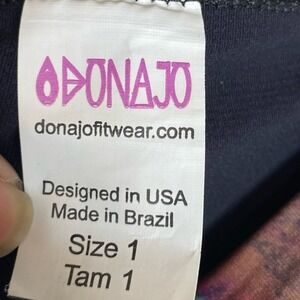 DONAJO
donajofitwear.com
Designed in USA
Made in Brazil
Size 1
Tam 1